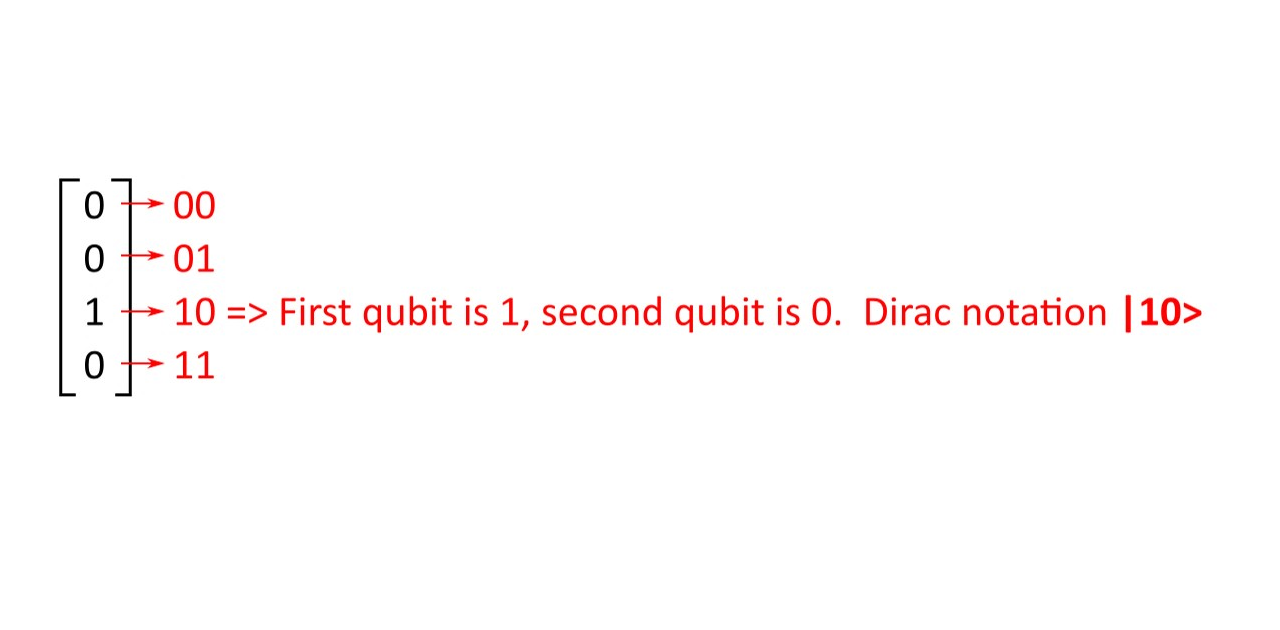 0 00
0 01
1 10 => First qubit is 1, second qubit is 0. Dirac notation |10>
0 11